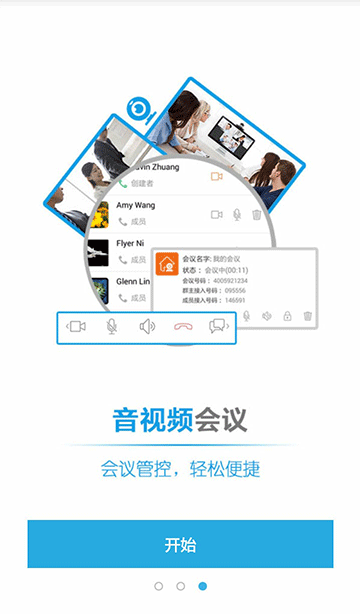 vin Zhuang
创建者
Amy Wang
成员
Flyer Ni
成员
Glenn Lin
成员
会议名字: 我的会议
状态： 会议中(00:11)
会议号码： 4005921234
群主接入号码： 095556
成员接入号码： 146591
音视频会议
会议管控，轻松便捷
开始